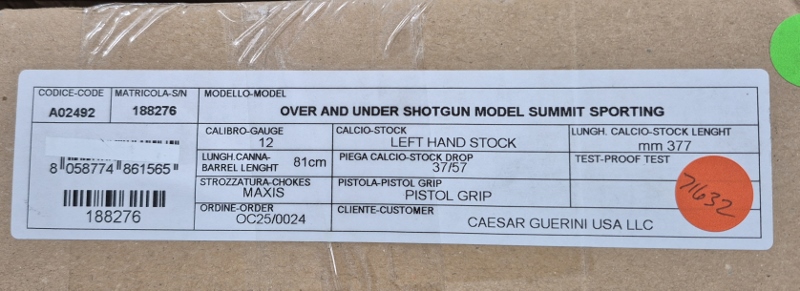 CODICE-CODE MATRICOLA-S/N MODELLO-MODEL
A02492 188276 OVER AND UNDER SHOTGUN MODEL SUMMIT SPORTING
CALIBRO-GAUGE CALCIO-STOCK LUNGH. CALCIO-STOCK LENGHT
12 LEFT HAND STOCK mm 377
LUNGH.CANNA- 81cm PIEGA CALCIO-STOCK DROP TEST-PROOF TEST
BARREL LENGHT 37/57
8 058774 861565
STROZZATURA-CHOKES PISTOLA-PISTOL GRIP
MAXIS PISTOL GRIP
71632
188276
ORDINE-ORDER CLIENTE-CUSTOMER
OC25/0024 CAESAR GUERINI USA LLC